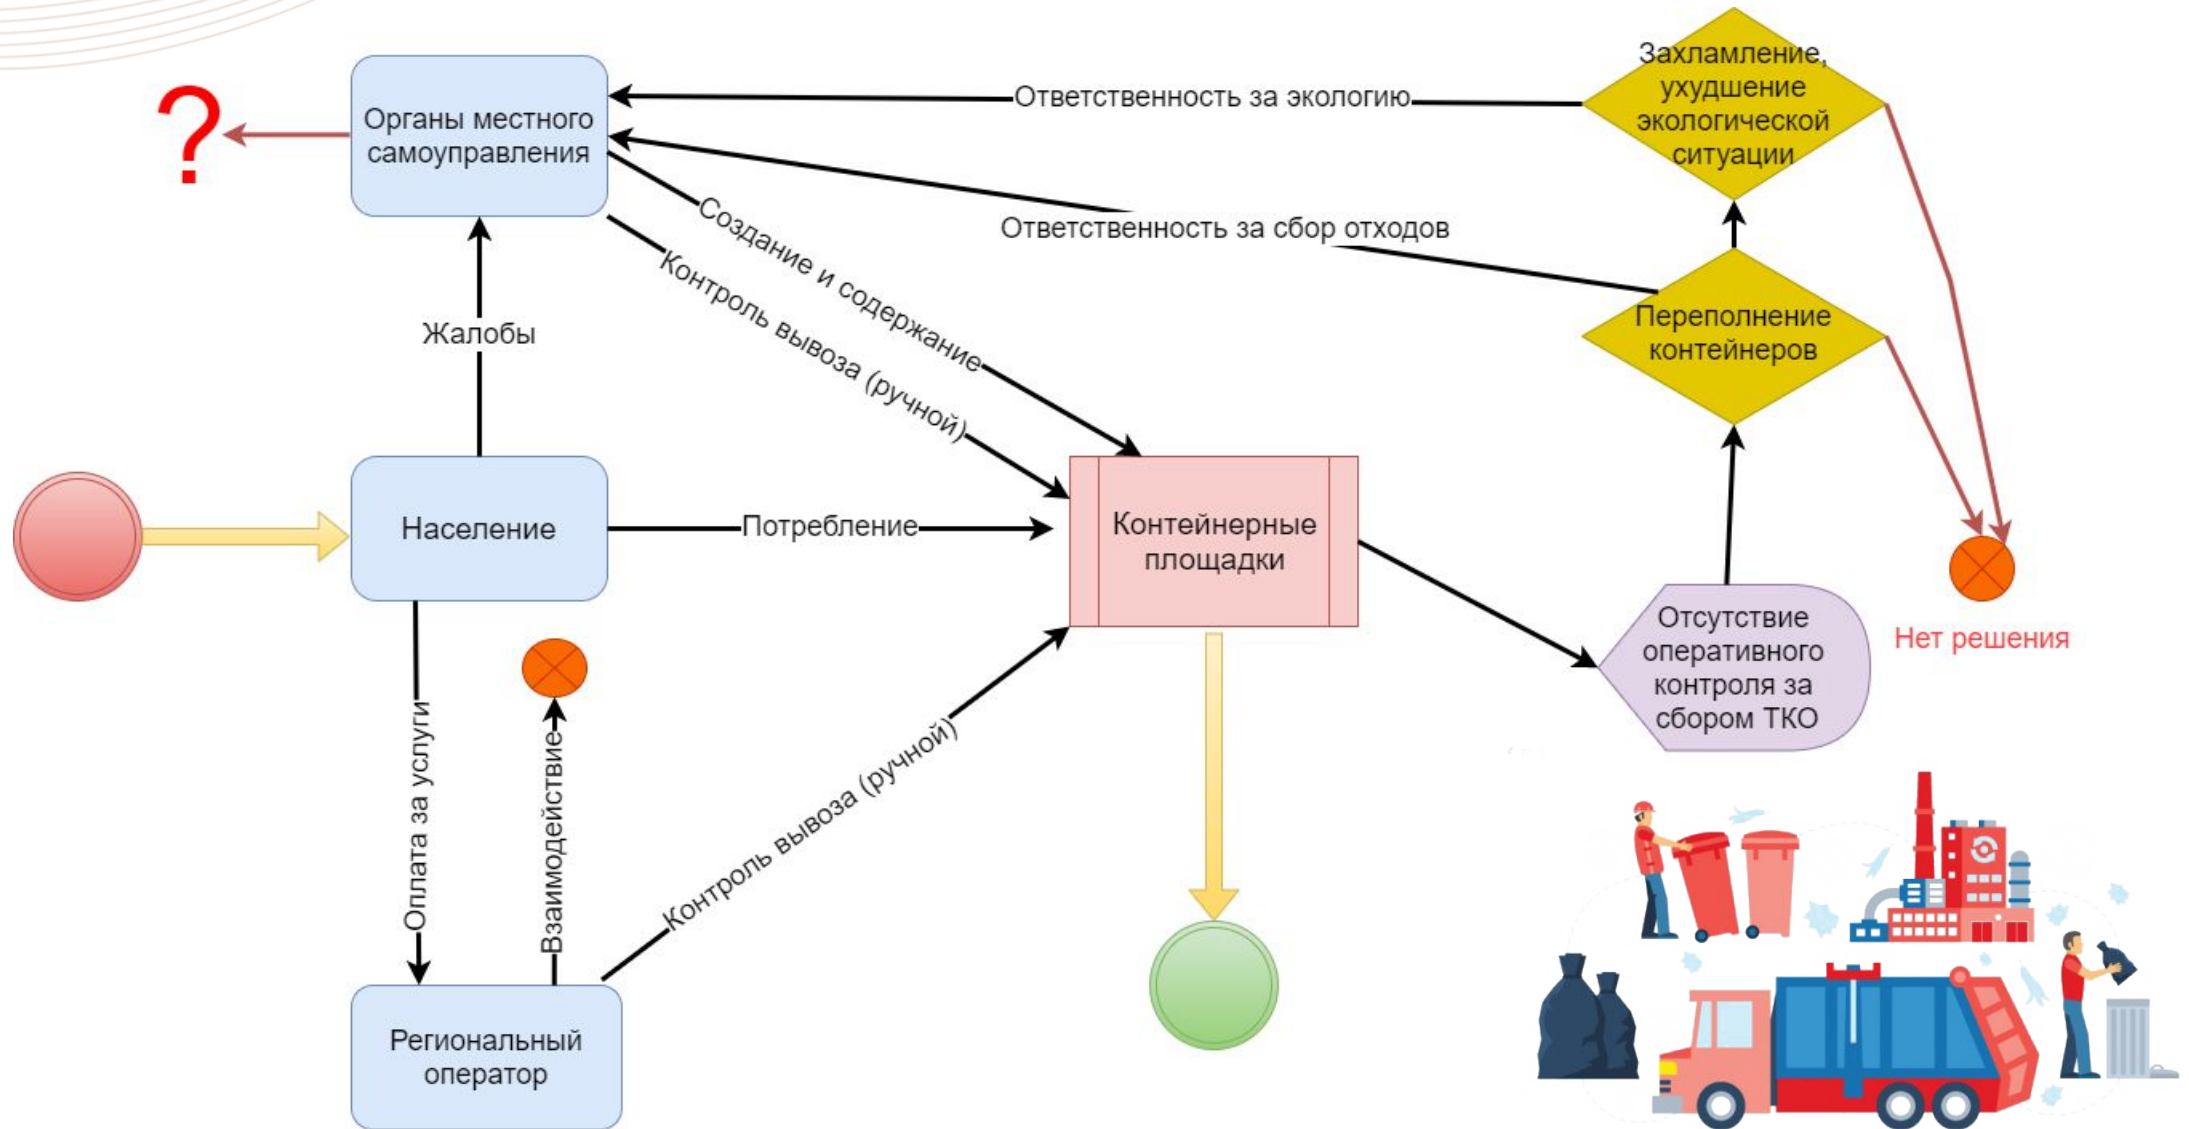 Захламление,
ухудшение
экологической
ситуации
Ответственность за экологию
Органы местного
самоуправления
?
Создание и содержание
Ответственность за сбор отходов
Контроль вывоза (ручной)
Жалобы
Переполнение
контейнеров
Население
Потребление
Контейнерные
площадки
Отсутствие
оперативного
контроля за
сбором ТКО
Нет решения
Оплата за услуги
Взаимодействие
Контроль вывоза (ручной)
Региональный
оператор